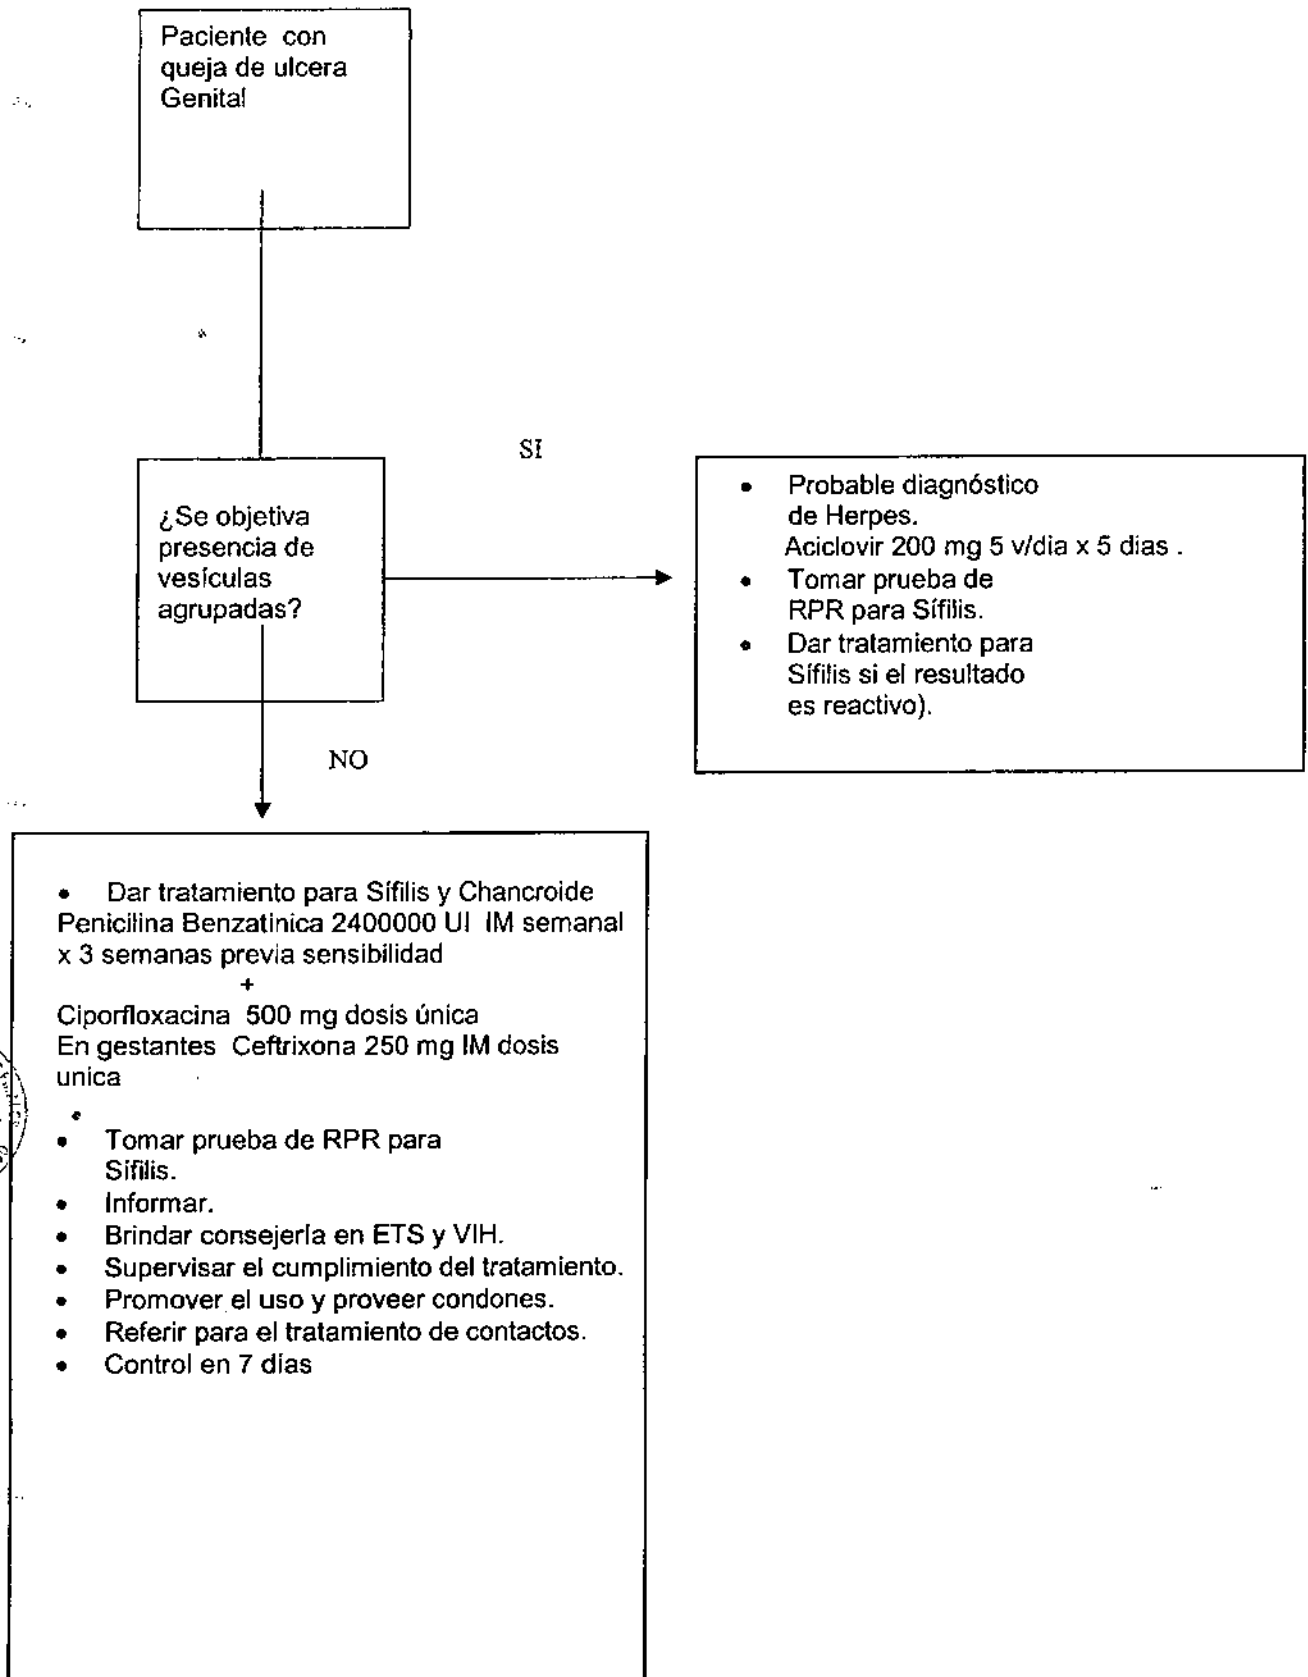 Paciente con
queja de ulcera
Genital
SI
¿Se objetiva
presencia de
vesículas
agrupadas?
• Probable diagnóstico
de Herpes.
Aciclovir 200 mg 5 v/dia x 5 dias .
• Tomar prueba de
RPR para Sífilis.
• Dar tratamiento para
Sífilis si el resultado
es reactivo).
NO
• Dar tratamiento para Sífilis y Chancroide
Penicilina Benzatinica 2400000 UI IM semanal
x 3 semanas previa sensibilidad
+
Ciporfloxacina 500 mg dosis única
En gestantes Ceftrixona 250 mg IM dosis
unica
•
• Tomar prueba de RPR para
Sífilis.
• Informar.
• Brindar consejería en ETS y VIH.
• Supervisar el cumplimiento del tratamiento.
• Promover el uso y proveer condones.
• Referir para el tratamiento de contactos.
• Control en 7 días